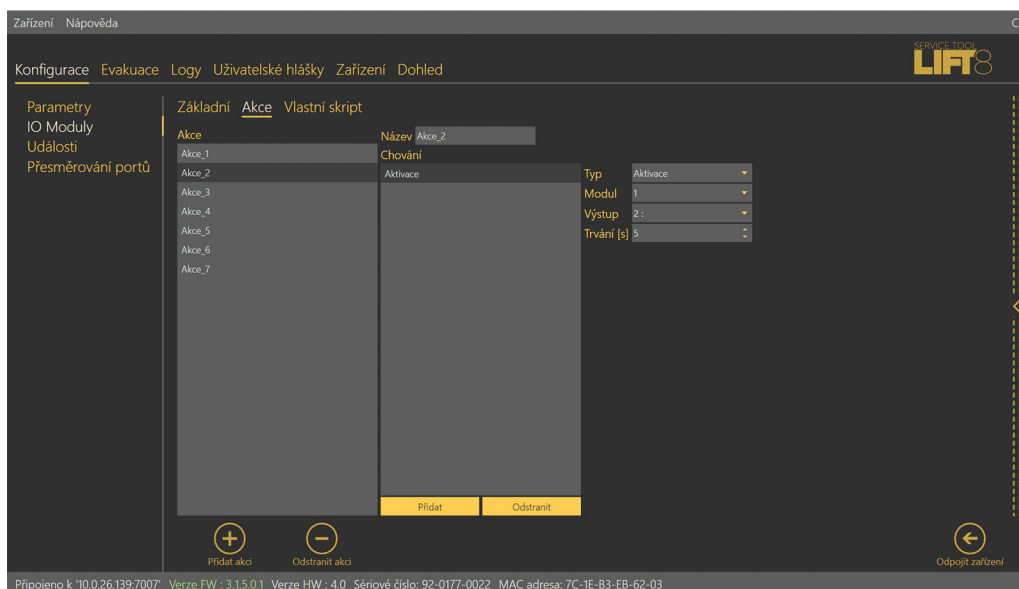 Zařízení Nápověda C
SERVICE TOOL
LIFT8
Konfigurace Evakuace Logy Uživatelské hlášky Zařízení Dohled
Parametry
IO Moduly
Události
Přesměrování portů
Základní Akce Vlastní skript
Akce
Akce_1
Akce_2
Akce_3
Akce_4
Akce_5
Akce_6
Akce_7
Název Akce_2
Chování
Aktivace
Typ Aktivace
Modul 1
Výstup 2 :
Trvání [s] 5
Přidat Odstranit
Přidat akci Odstranit akci
Odpojit zařízení
Připojeno k '10.0.26.139:7007' Verze FW : 3.1.5.0.1 Verze HW : 4.0 Sériové číslo: 92-0177-0022 MAC adresa: 7C-1E-B3-EB-62-03